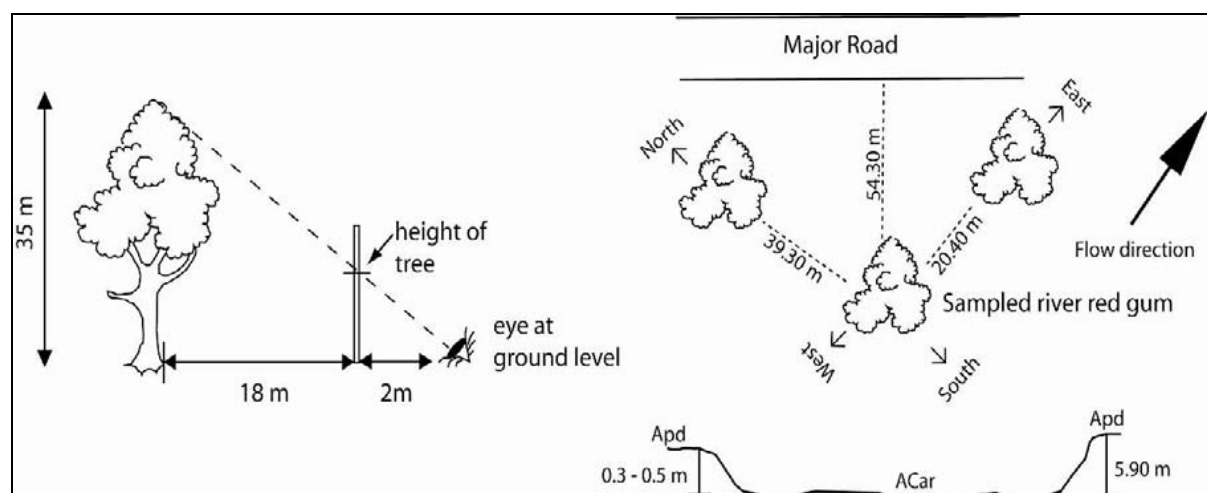 35 m
height of
tree
eye at
ground level
18 m
2m
Major Road
North
East
54.30 m
39.30 m
20.40 m
Flow direction
Sampled river red gum
West
South
Apd
0.3 - 0.5 m
ACar
Apd
5.90 m